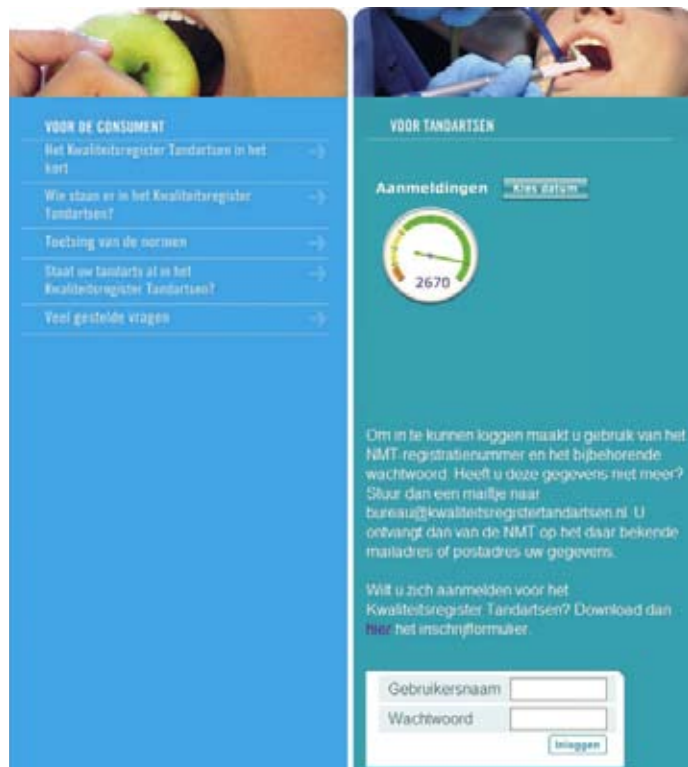 VOOR DE CONSUMENT
Het Kwaliteitsregister Tandartsen in het
kort
Wie staan er in het Kwaliteitsregister
Tandartsen?
Toetsing van de normen
Staat uw tandarts al in het
Kwaliteitsregister Tandartsen?
Veel gestelde vragen
VOOR TANDARTSEN
Aanmeldingen Kies datum
2670
Om in te kunnen loggen maakt u gebruik van het
NMT-registratienummer en het bijbehorende
wachtwoord. Heeft u deze gegevens niet meer?
Stuur dan een mailtje naar
bureau@kwaliteitsregistertandartsen.nl. U
ontvangt dan van de NMT op het daar bekende
mailadres of postadres uw gegevens.
Wilt u zich aanmelden voor het
Kwaliteitsregister Tandartsen? Download dan
hier het inschrijfformulier.
Gebruikersnaam
Wachtwoord
Inloggen